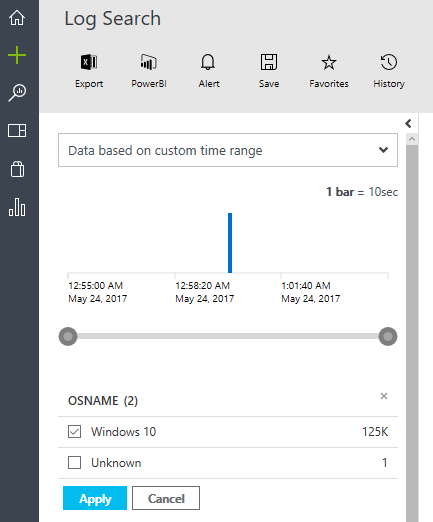 Log Search
Export PowerBI Alert Save Favorites History
Data based on custom time range
1 bar = 10sec
12:55:00 AM 12:58:20 AM 1:01:40 AM
May 24, 2017 May 24, 2017 May 24, 2017
OSNAME (2)
Windows 10 125K
Unknown 1
Apply Cancel